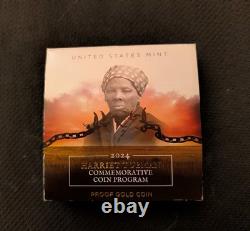 UNITED STATES MINT
2024
HARRIET TUBMAN
COMMEMORATIVE
COIN PROGRAM
PROOF GOLD COIN